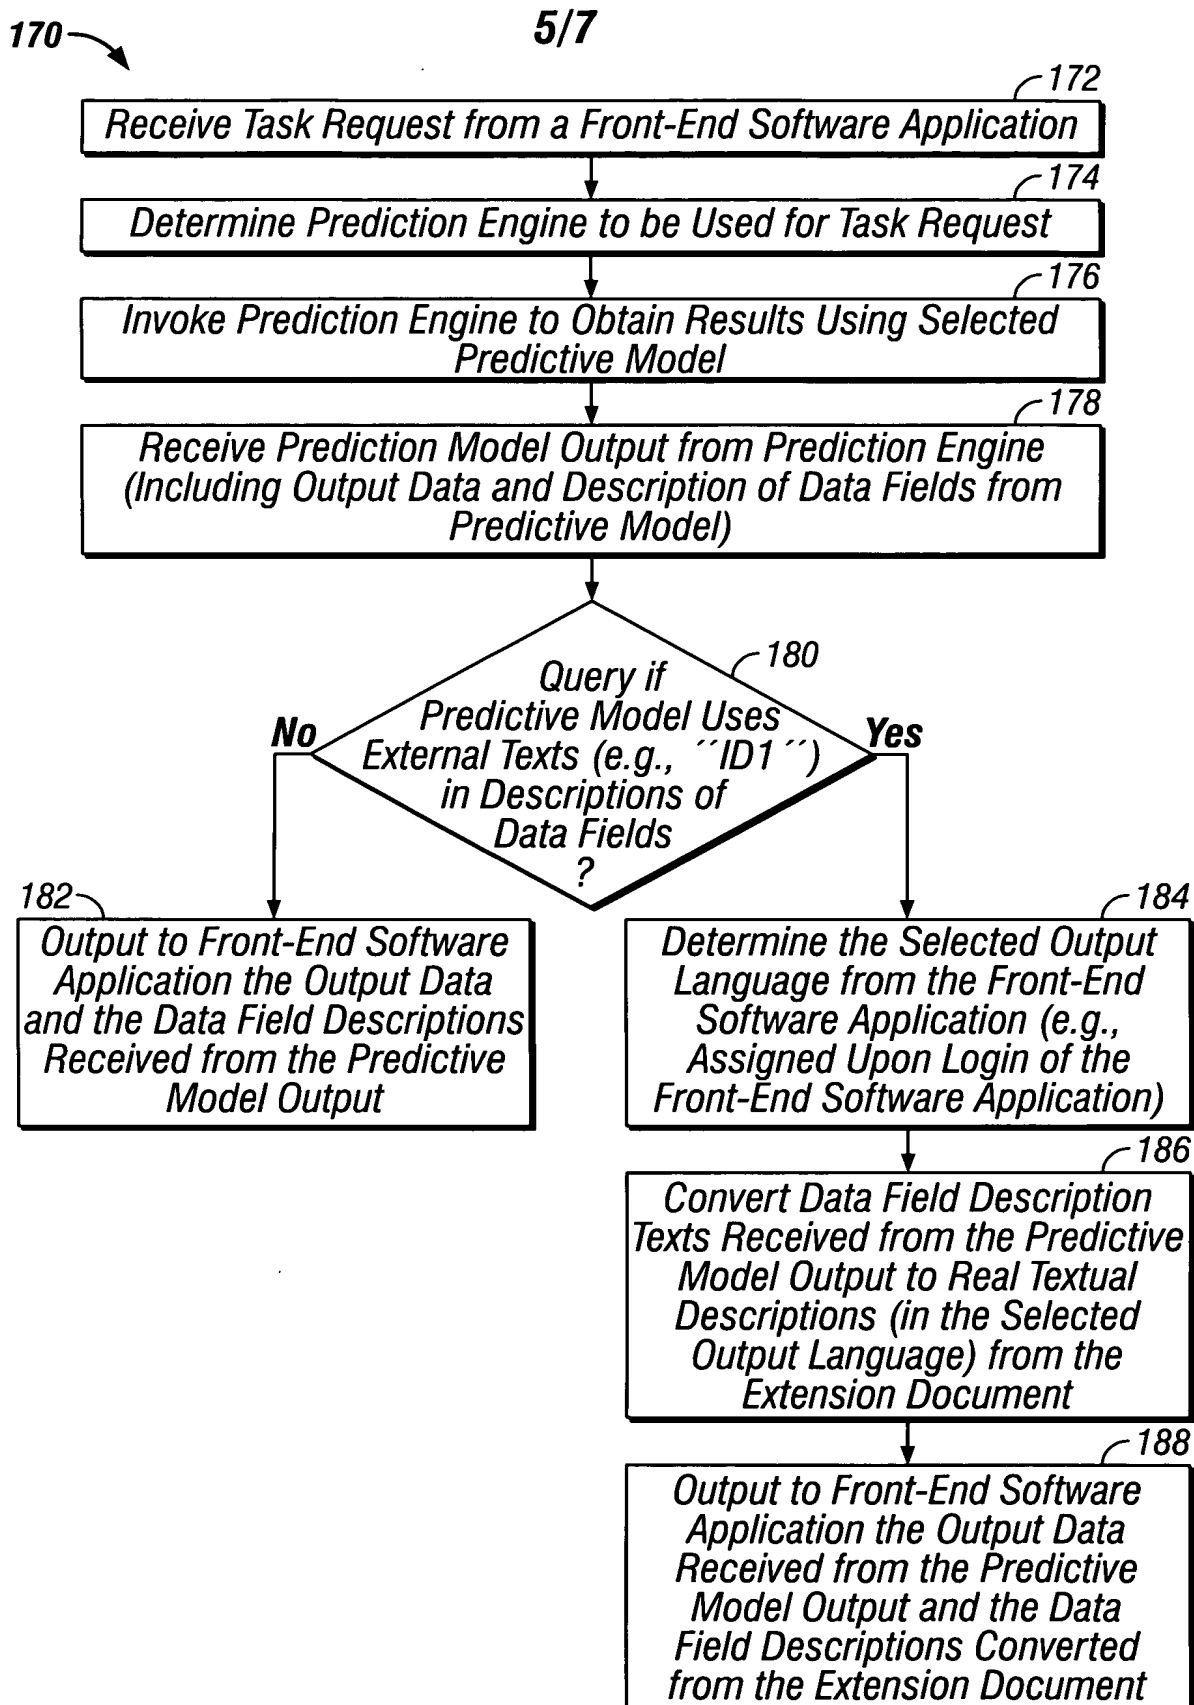 170
5/7
172
Receive Task Request from a Front-End Software Application
174
Determine Prediction Engine to be Used for Task Request
176
Invoke Prediction Engine to Obtain Results Using Selected
Predictive Model
178
Receive Prediction Model Output from Prediction Engine
(Including Output Data and Description of Data Fields from
Predictive Model)
180
Query if
Predictive Model Uses
External Texts (e.g., ´´ID1´´)
in Descriptions of
Data Fields
?
No
Yes
182
Output to Front-End Software
Application the Output Data
and the Data Field Descriptions
Received from the Predictive
Model Output
184
Determine the Selected Output
Language from the Front-End
Software Application (e.g.,
Assigned Upon Login of the
Front-End Software Application)
186
Convert Data Field Description
Texts Received from the Predictive
Model Output to Real Textual
Descriptions (in the Selected
Output Language) from the
Extension Document
188
Output to Front-End Software
Application the Output Data
Received from the Predictive
Model Output and the Data
Field Descriptions Converted
from the Extension Document